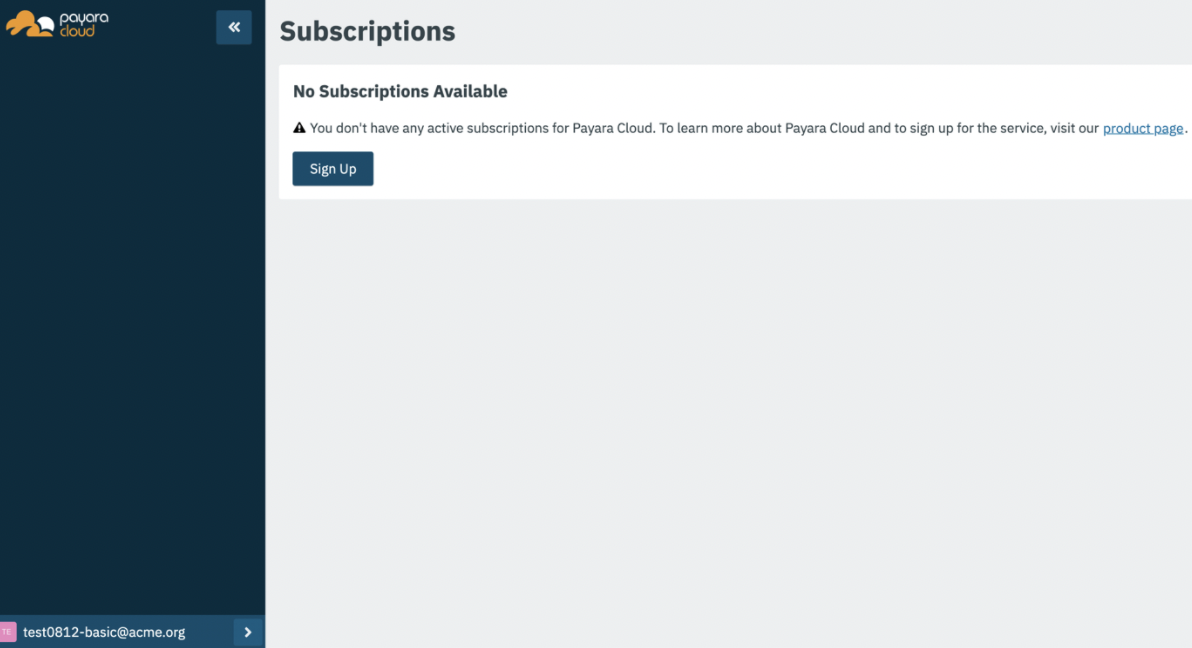 payara
cloud
Subscriptions
No Subscriptions Available
You don't have any active subscriptions for Payara Cloud. To learn more about Payara Cloud and to sign up for the service, visit our product page.
Sign Up
TE
test0812-basic@acme.org